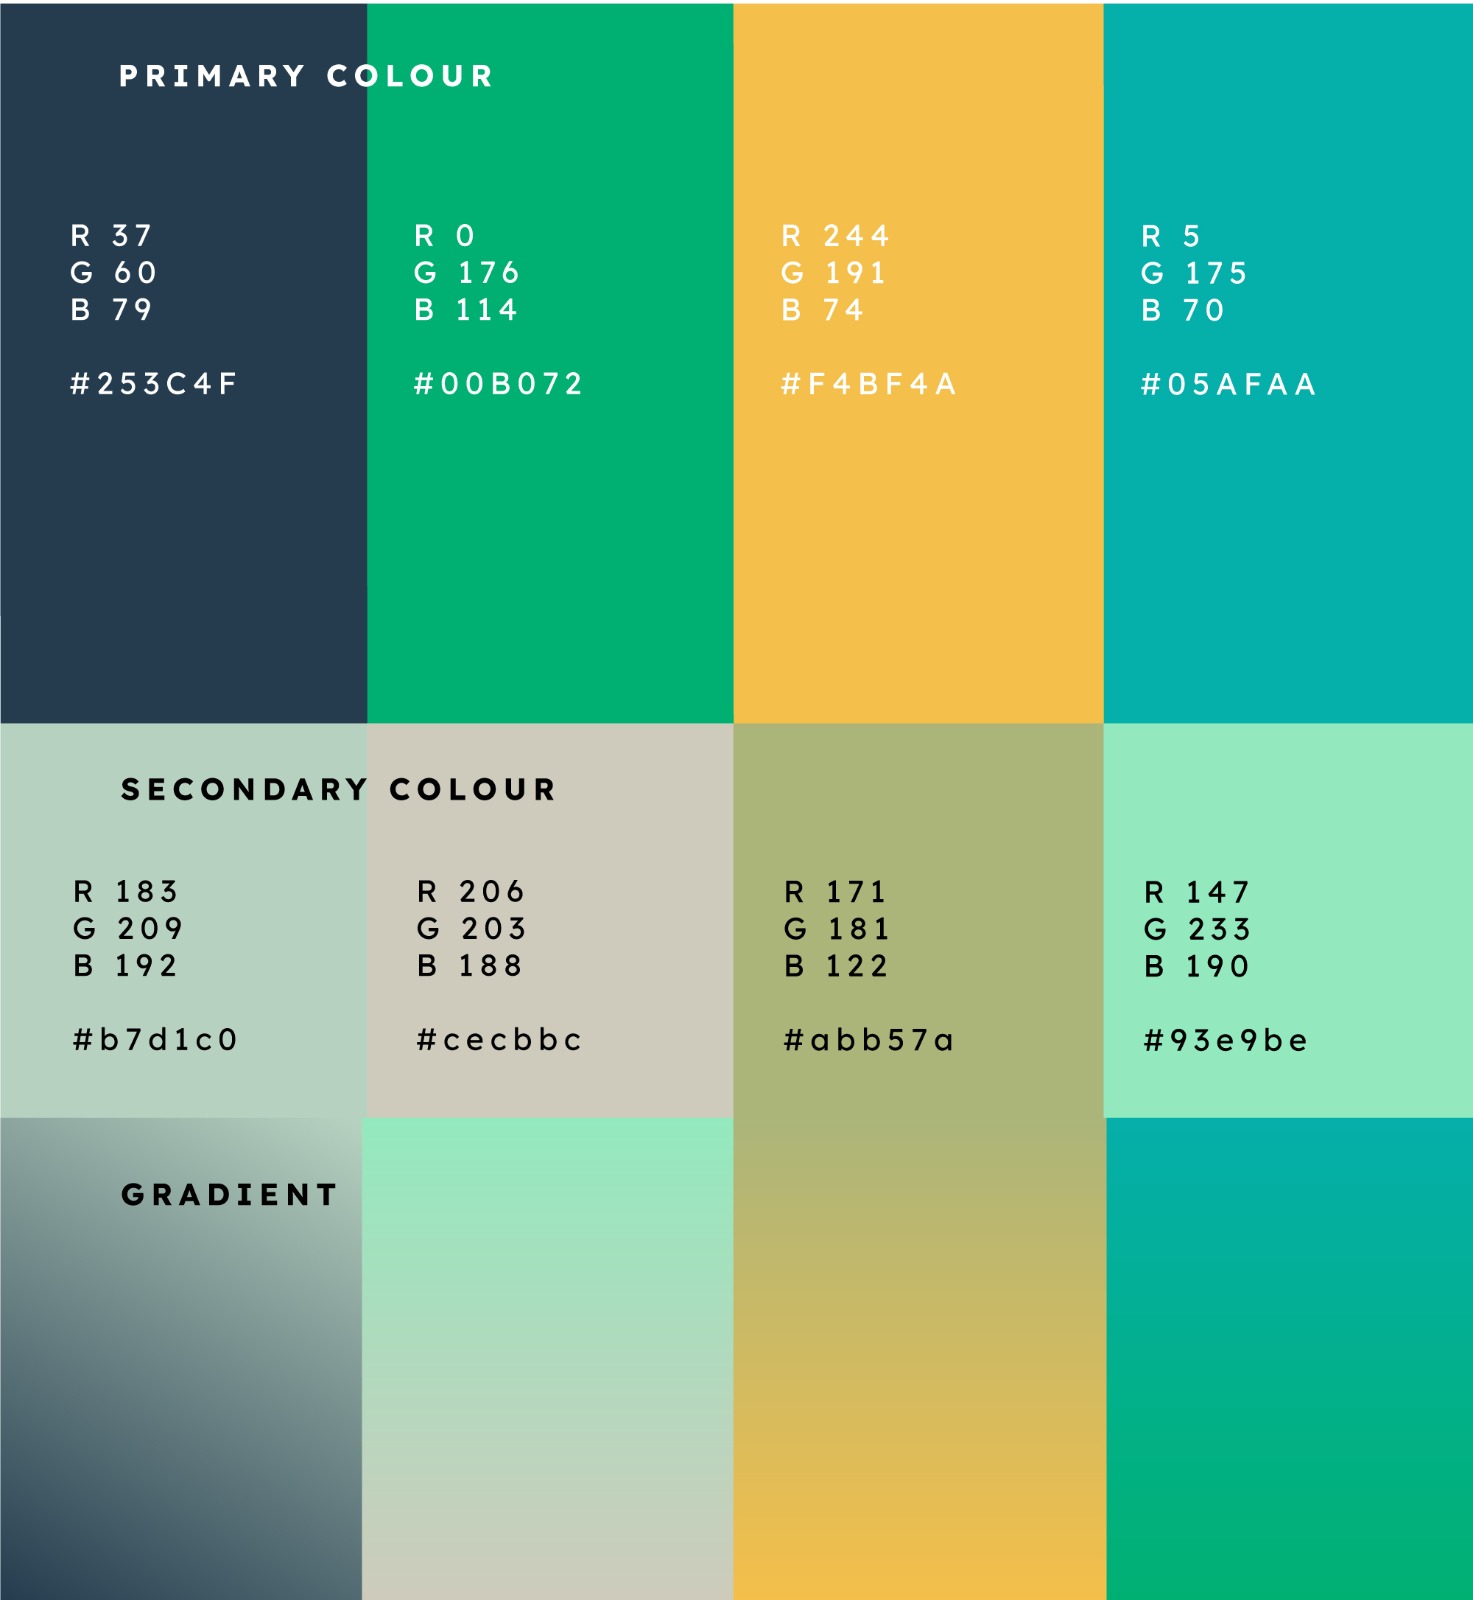 PRIMARY COLOUR
R 37
G 60
B 79
#253C4F
R 0
G 176
B 114
#00B072
R 244
G 191
B 74
#F4BF4A
R 5
G 175
B 70
#05AFAA
SECONDARY COLOUR
R 183
G 209
B 192
#b7d1c0
R 206
G 203
B 188
#cecbbc
R 171
G 181
B 122
#abb57a
R 147
G 233
B 190
#93e9be
GRADIENT